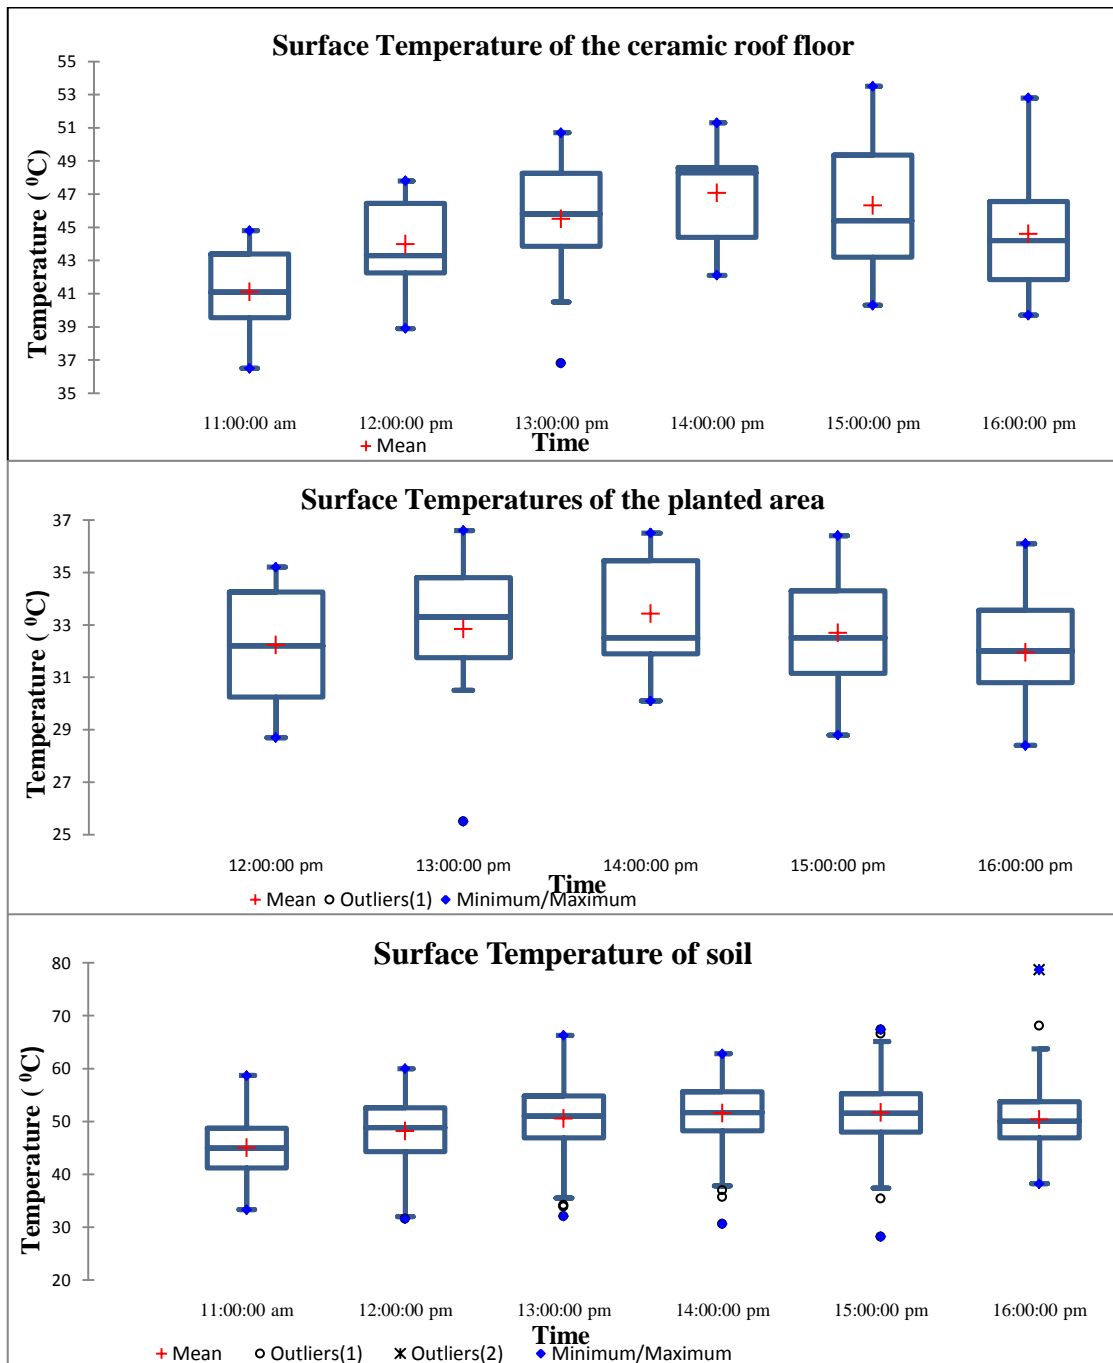 Surface Temperature of the ceramic roof floor
Temperature ( ⁰C)
55
53
51
49
47
45
43
41
39
37
35
11:00:00 am 12:00:00 pm 13:00:00 pm 14:00:00 pm 15:00:00 pm 16:00:00 pm
Time
Mean
Surface Temperatures of the planted area
Temperature ( ⁰C)
37
35
33
31
29
27
25
12:00:00 pm 13:00:00 pm 14:00:00 pm 15:00:00 pm 16:00:00 pm
Time
Mean Outliers(1) Minimum/Maximum
Surface Temperature of soil
Temperature ( ⁰C)
80
70
60
50
40
30
20
11:00:00 am 12:00:00 pm 13:00:00 pm 14:00:00 pm 15:00:00 pm 16:00:00 pm
Time
Mean Outliers(1) Outliers(2) Minimum/Maximum